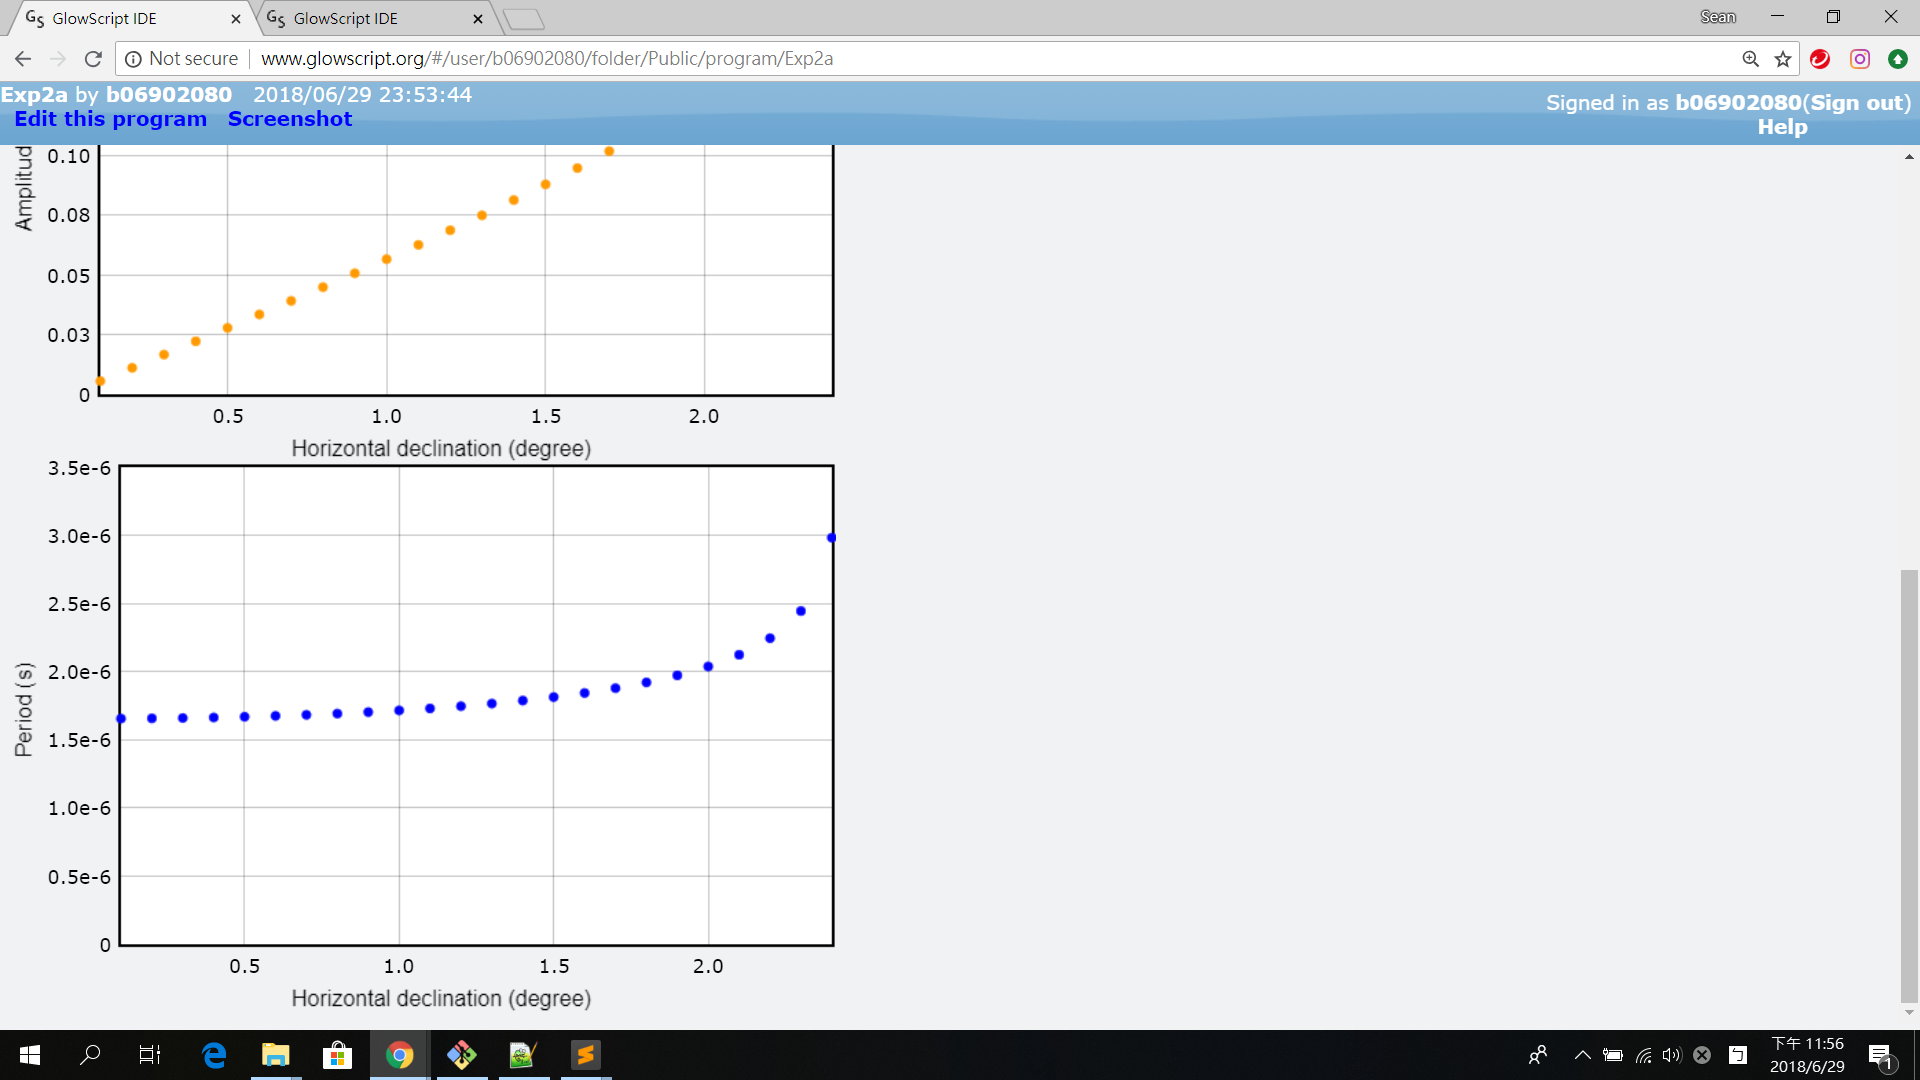 GlowScript IDE
GlowScript IDE
Sean
Not secure
www.glowscript.org/#/user/b06902080/folder/Public/program/Exp2a
Exp2a by b06902080 2018/06/29 23:53:44
Signed in as b06902080(Sign out)
Edit this program Screenshot
Help
Amplitud
0.10
0.08
0.05
0.03
0
0.5 1.0 1.5 2.0
Horizontal declination (degree)
Period (s)
3.5e-6
3.0e-6
2.5e-6
2.0e-6
1.5e-6
1.0e-6
0.5e-6
0
0.5 1.0 1.5 2.0
Horizontal declination (degree)
下午 11:56
2018/6/29
1